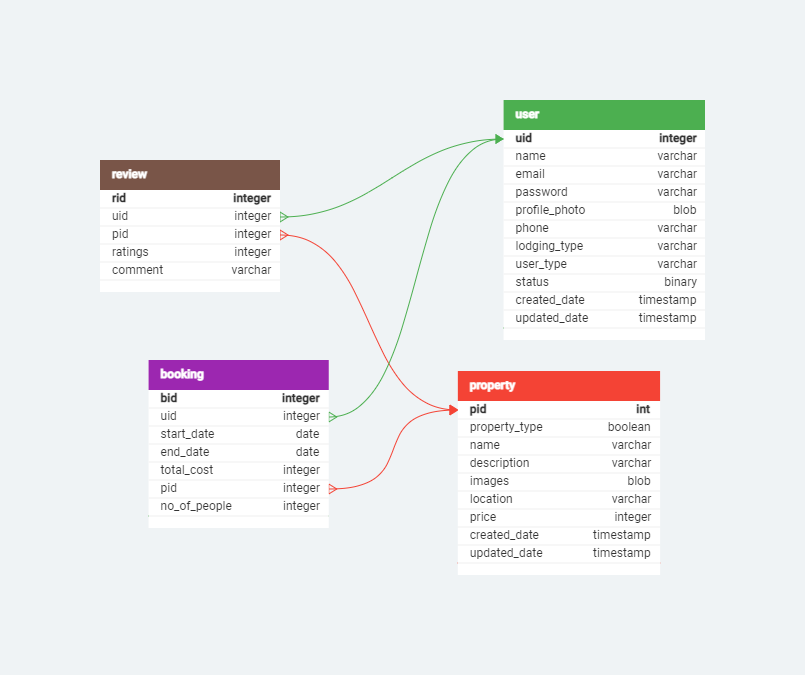 user
uid integer
name varchar
email varchar
password varchar
profile_photo blob
phone varchar
lodging_type varchar
user_type varchar
status binary
created_date timestamp
updated_date timestamp
review
rid integer
uid integer
pid integer
ratings integer
comment varchar
booking
bid integer
uid integer
start_date date
end_date date
total_cost integer
pid integer
no_of_people integer
property
pid int
property_type boolean
name varchar
description varchar
images blob
location varchar
price integer
created_date timestamp
updated_date timestamp